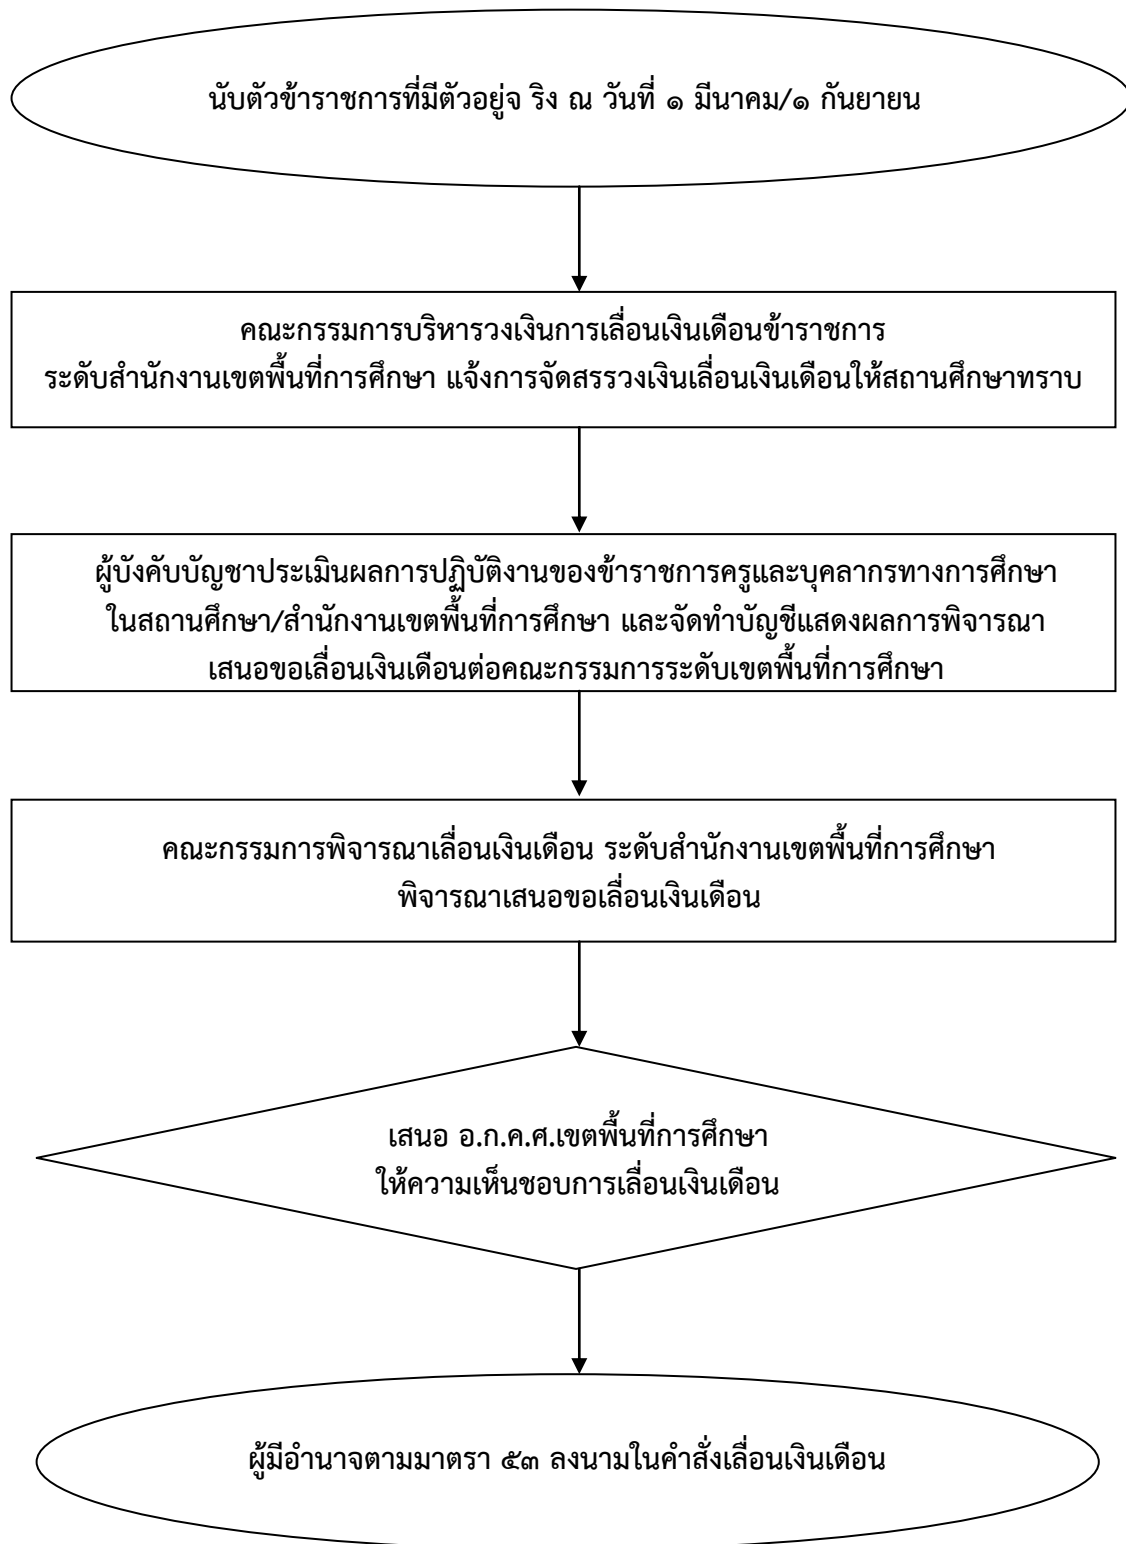 นับตัวข้าราชการที่มีตัวอยู่จ ริง ณ วันที่ ๑ มีนาคม/๑ กันยายน
คณะกรรมการบริหารวงเงินการเลื่อนเงินเดือนข้าราชการ
ระดับสำนักงานเขตพื้นที่การศึกษา แจ้งการจัดสรรวงเงินเลื่อนเงินเดือนให้สถานศึกษาทราบ
ผู้บังคับบัญชาประเมินผลการปฏิบัติงานของข้าราชการครูและบุคลากรทางการศึกษา
ในสถานศึกษา/สำนักงานเขตพื้นที่การศึกษา และจัดทำบัญชีแสดงผลการพิจารณา
เสนอขอเลื่อนเงินเดือนต่อคณะกรรมการระดับเขตพื้นที่การศึกษา
คณะกรรมการพิจารณาเลื่อนเงินเดือน ระดับสำนักงานเขตพื้นที่การศึกษา
พิจารณาเสนอขอเลื่อนเงินเดือน
เสนอ อ.ก.ค.ศ.เขตพื้นที่การศึกษา
ให้ความเห็นชอบการเลื่อนเงินเดือน
ผู้มีอำนาจตามมาตรา ๕๓ ลงนามในคำสั่งเลื่อนเงินเดือน